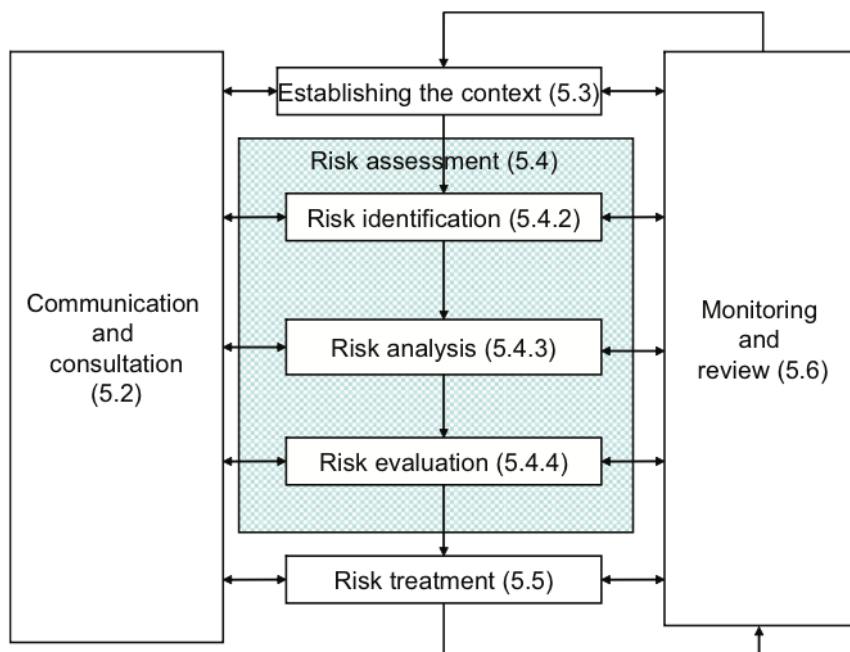 Establishing the context (5.3)
Risk assessment (5.4)
Risk identification (5.4.2)
Communication
and
consultation
(5.2)
Risk analysis (5.4.3)
Monitoring
and
review (5.6)
Risk evaluation (5.4.4)
Risk treatment (5.5)